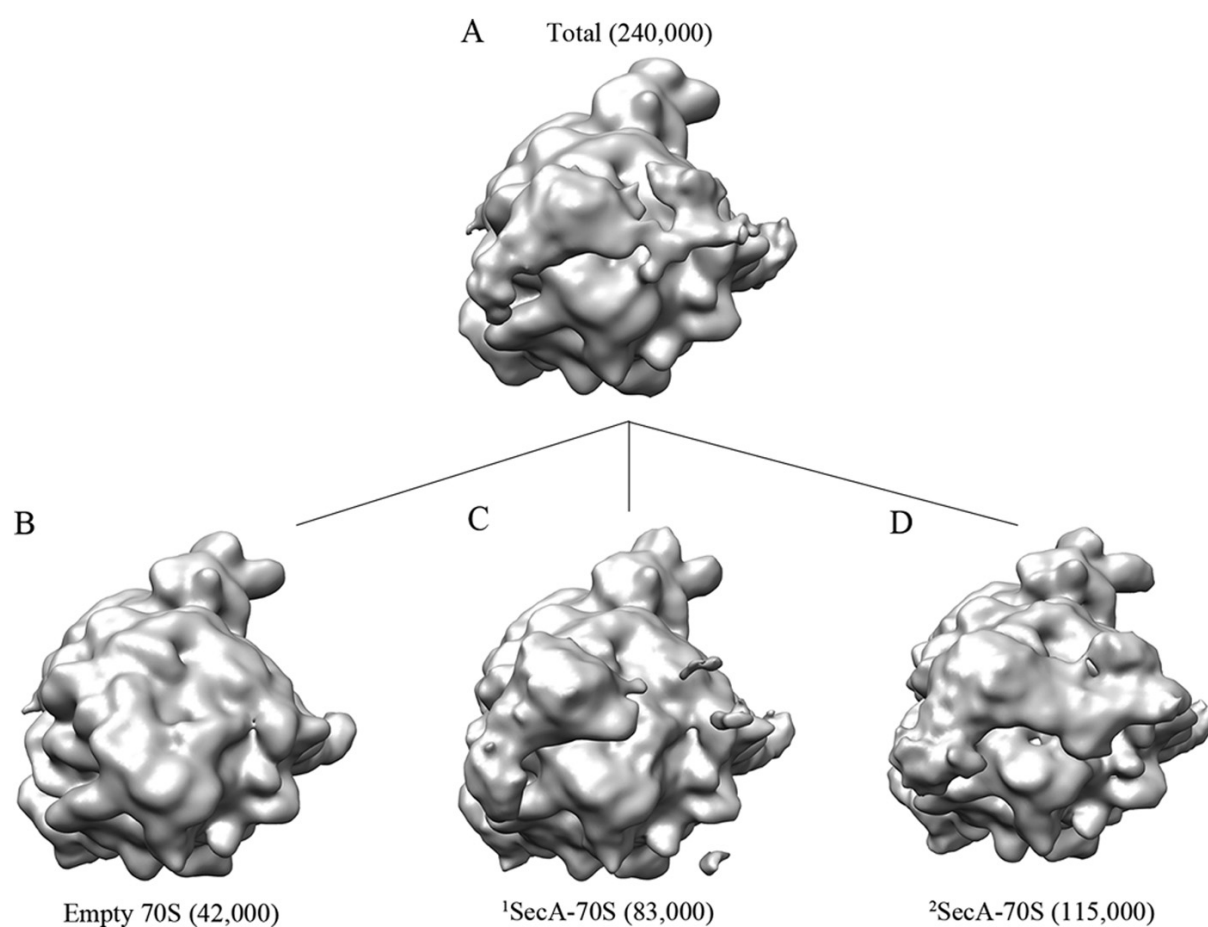 A
Total (240,000)
B
C
D
Empty 70S (42,000)
¹SecA-70S (83,000)
²SecA-70S (115,000)